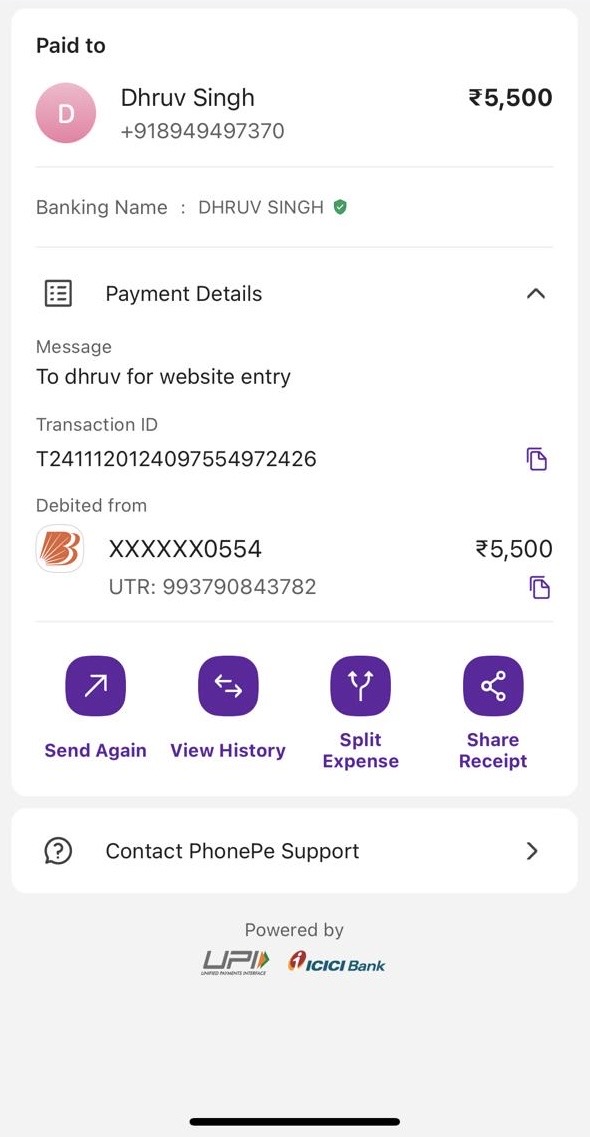 Paid to
D
Dhruv Singh
₹5,500
+918949497370
Banking Name : DHRUV SINGH
Payment Details
Message
To dhruv for website entry
Transaction ID
T2411120124097554972426
Debited from
XXXXXX0554
₹5,500
UTR: 993790843782
Send Again
View History
Split
Expense
Share
Receipt
Contact PhonePe Support
Powered by
UPI
UNIFIED PAYMENTS INTERFACE
ICICI Bank